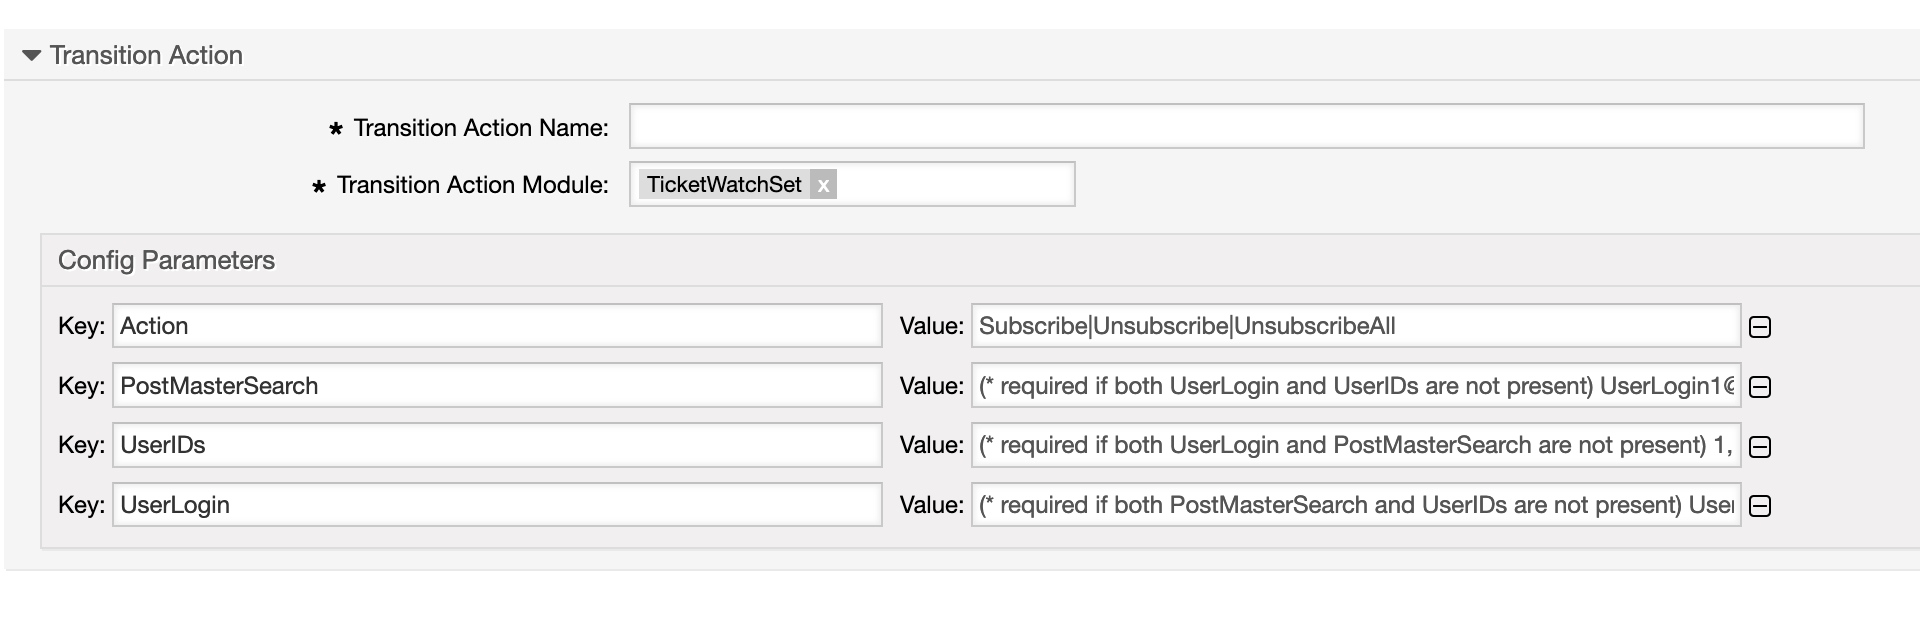 Transition Action
* Transition Action Name:
* Transition Action Module: TicketWatchSet x
Config Parameters
Key: Action Value: Subscribe|Unsubscribe|UnsubscribeAll
Key: PostMasterSearch Value: (* required if both UserLogin and UserIDs are not present) UserLogin1@
Key: UserIDs Value: (* required if both UserLogin and PostMasterSearch are not present) 1,
Key: UserLogin Value: (* required if both PostMasterSearch and UserIDs are not present) User